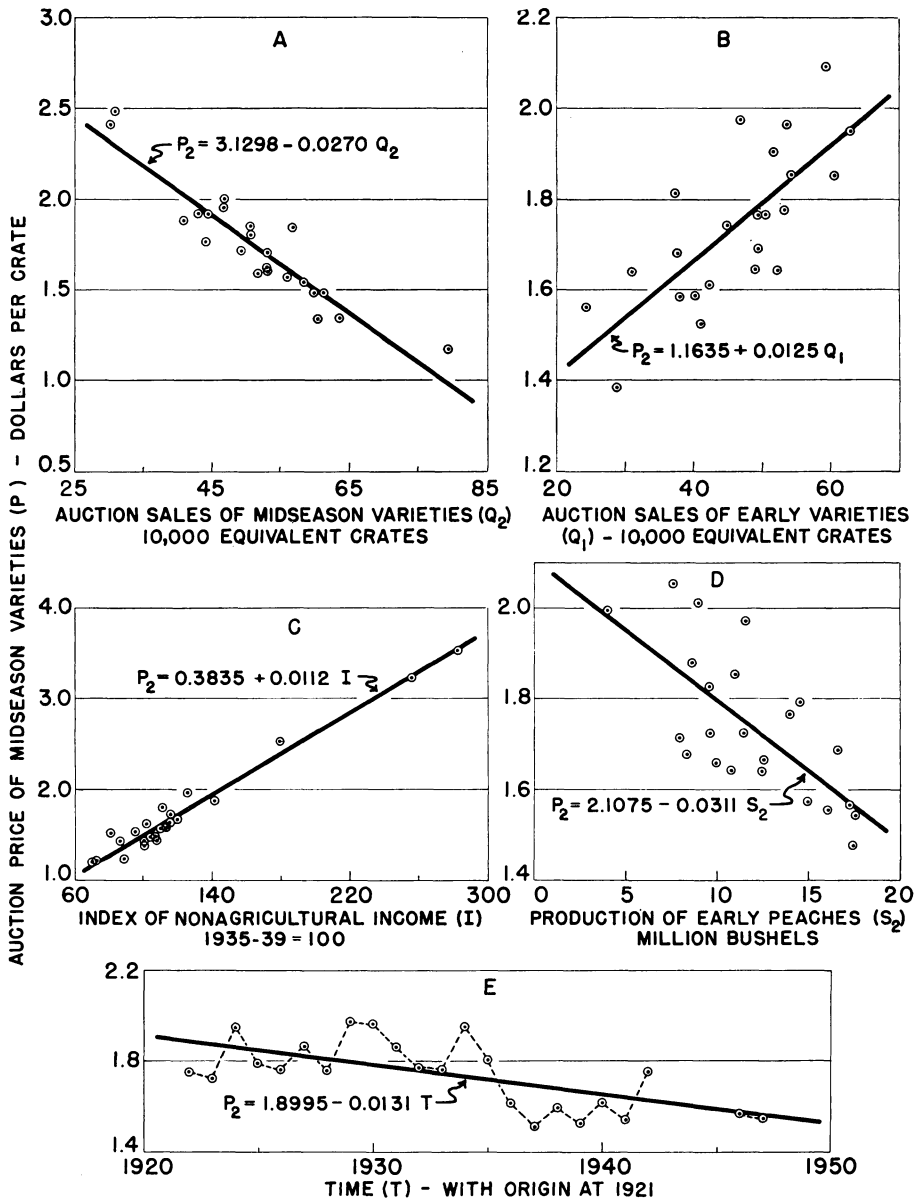 AUCTION PRICE OF MIDSEASON VARIETIES (P) - DOLLARS PER CRATE
A
3.0
2.5
2.0
1.5
1.0
0.5
P₂ = 3.1298 - 0.0270 Q₂
25 45 65 85
AUCTION SALES OF MIDSEASON VARIETIES (Q₂)
10,000 EQUIVALENT CRATES
B
2.2
2.0
1.8
1.6
1.4
1.2
P₂ = 1.1635 + 0.0125 Q₁
20 40 60
AUCTION SALES OF EARLY VARIETIES
(Q₁) - 10,000 EQUIVALENT CRATES
C
4.0
3.0
2.0
1.0
P₂ = 0.3835 + 0.0112 I
60 140 220 300
INDEX OF NONAGRICULTURAL INCOME (I)
1935-39 = 100
D
2.0
1.8
1.6
1.4
P₂ = 2.1075 - 0.0311 S₂
0 5 10 15 20
PRODUCTION OF EARLY PEACHES (S₂)
MILLION BUSHELS
E
2.2
1.8
1.4
P₂ = 1.8995 - 0.0131 T
1920 1930 1940 1950
TIME (T) - WITH ORIGIN AT 1921